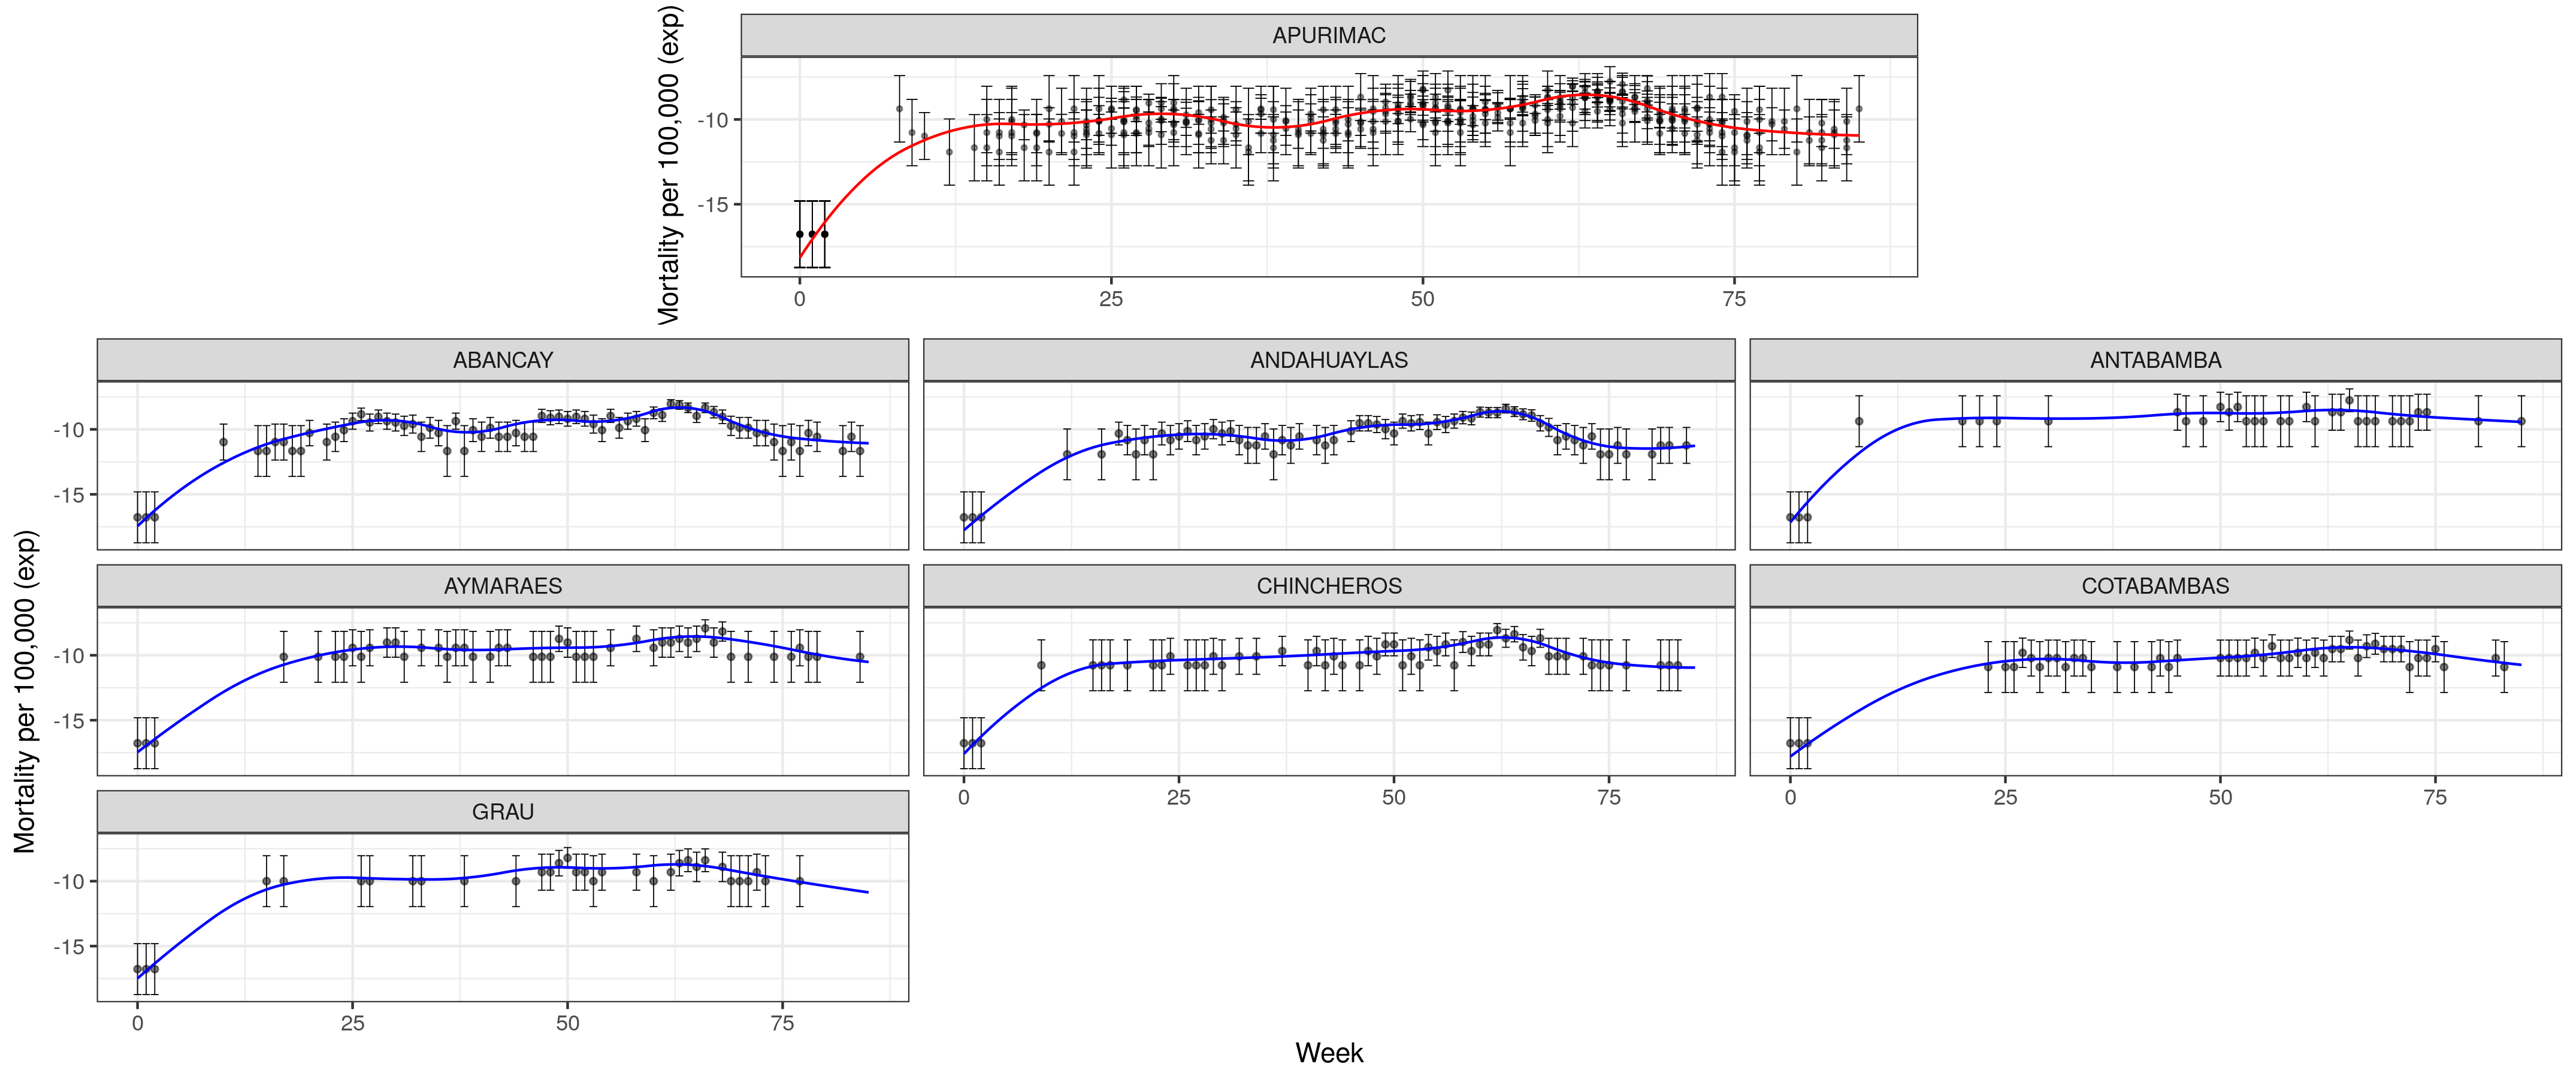 APURIMAC
Mortality per 100,000 (exp)
-10
-15
0 25 50 75
ABANCAY ANDAHUAYLAS ANTABAMBA
-10
-15
AYMARAES CHINCHEROS COTABAMBAS
-10
-15
0 25 50 75 0 25 50 75
GRAU
-10
-15
0 25 50 75
Mortality per 100,000 (exp)
Week